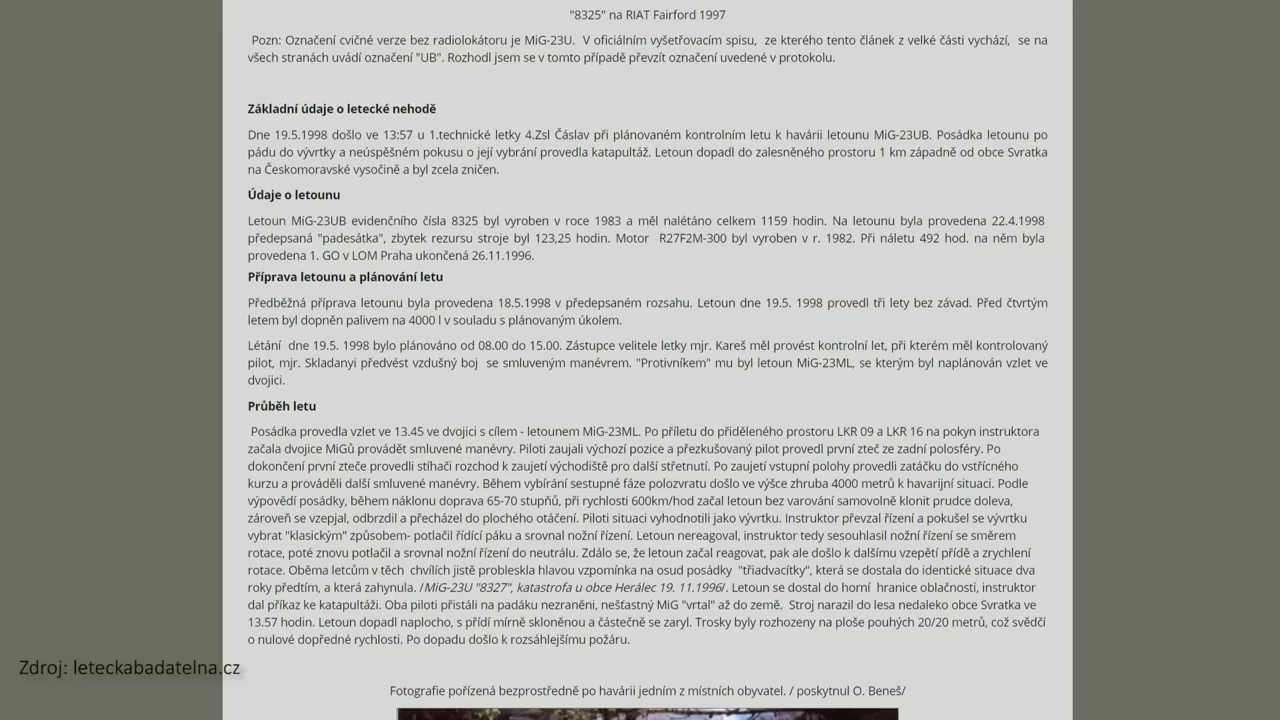 "8325" na RIAT Fairford 1997
Pozn: Označení cvičné verze bez radiolokátoru je MiG-23U. V oficiálním vyšetřovacím spisu, ze kterého tento článek z velké části vychází, se na
všech stranách uvádí označení "UB". Rozhodl jsem se v tomto případě převzít označení uvedené v protokolu.
Základní údaje o letecké nehodě
Dne 19.5.1998 došlo ve 13:57 u 1.technické letky 4.Zsl Čáslav při plánovaném kontrolním letu k havárii letounu MiG-23UB. Posádka letounu po
pádu do vývrtky a neúspěšném pokusu o její vybrání provedla katapultáž. Letoun dopadl do zalesněného prostoru 1 km západně od obce Svratka
na Českomoravské vysočině a byl zcela zničen.
Údaje o letounu
Letoun MiG-23UB evidenčního čísla 8325 byl vyroben v roce 1983 a měl nalétáno celkem 1159 hodin. Na letounu byla provedena 22.4.1998
předepsaná "padesátka", zbytek rezursu stroje byl 123,25 hodin. Motor R27F2M-300 byl vyroben v r. 1982. Při náletu 492 hod. na něm byla
provedena 1. GO v LOM Praha ukončená 26.11.1996.
Příprava letounu a plánování letu
Předběžná příprava letounu byla provedena 18.5.1998 v předepsaném rozsahu. Letoun dne 19.5. 1998 provedl tři lety bez závad. Před čtvrtým
letem byl dopněn palivem na 4000 l v souladu s plánovaným úkolem.
Létání dne 19.5. 1998 bylo plánováno od 08.00 do 15.00. Zástupce velitele letky mjr. Kareš měl provést kontrolní let, při kterém měl kontrolovaný
pilot, mjr. Skladanyi předvést vzdušný boj se smluveným manévrem. "Protivníkem" mu byl letoun MiG-23ML, se kterým byl naplánován vzlet ve
dvojici.
Průběh letu
Posádka provedla vzlet ve 13.45 ve dvojici s cílem - letounem MiG-23ML. Po příletu do přiděleného prostoru LKR 09 a LKR 16 na pokyn instruktora
začala dvojice MiGů provádět smluvené manévry. Piloti zaujali výchozí pozice a přezkušovaný pilot provedl první zteč ze zadní polosféry. Po
dokončení první zteče provedli stíhači rozchod k zaujetí východiště pro další střetnutí. Po zaujetí vstupní polohy provedli zatáčku do vstřícného
kurzu a prováděli další smluvené manévry. Během vybírání sestupné fáze polozvratu došlo ve výšce zhruba 4000 metrů k havarijní situaci. Podle
výpovědí posádky, během náklonu doprava 65-70 stupňů, při rychlosti 600km/hod začal letoun bez varování samovolně klonit prudce doleva,
zároveň se vzepjal, odbrzdil a přecházel do plochého otáčení. Piloti situaci vyhodnotili jako vývrtku. Instruktor převzal řízení a pokušel se vývrtku
vybrat "klasickým" způsobem- potlačil řídící páku a srovnal nožní řízení. Letoun nereagoval, instruktor tedy sesouhlasil nožní řízení se směrem
rotace, poté znovu potlačil a srovnal nožní řízení do neutrálu. Zdálo se, že letoun začal reagovat, pak ale došlo k dalšímu vzepětí přídě a zrychlení
rotace. Oběma letcům v těch chvílích jistě probleskla hlavou vzpomínka na osud posádky "třiadvacítky", která se dostala do identické situace dva
roky předtím, a která zahynula. /MiG-23U "8327", katastrofa u obce Herálec 19. 11.1996/. Letoun se dostal do horní hranice oblačnosti, instruktor
dal příkaz ke katapultáži. Oba piloti přistáli na padáku nezraněni, nešťastný MiG "vrtal" až do země. Stroj narazil do lesa nedaleko obce Svratka ve
13.57 hodin. Letoun dopadl naplocho, s přídí mírně skloněnou a částečně se zaryl. Trosky byly rozhozeny na ploše pouhých 20/20 metrů, což svědčí
o nulové dopředné rychlosti. Po dopadu došlo k rozsáhlejšímu požáru.
Zdroj: leteckabadatelna.cz
Fotografie pořízená bezprostředně po havárii jedním z místních obyvatel. / poskytnul O. Beneš/